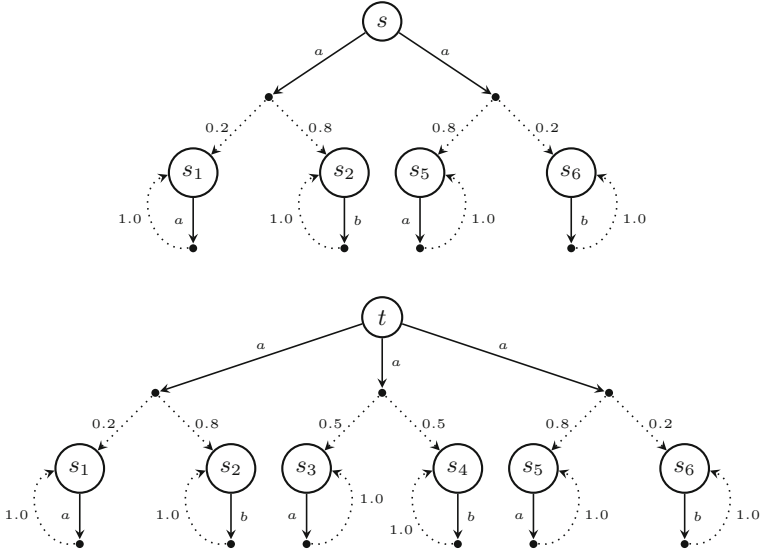 s
a a
0.2 0.8 0.8 0.2
s₁ s₂ s₅ s₆
1.0 a 1.0 b a 1.0 b 1.0
t
a a a
0.2 0.8 0.5 0.5 0.8 0.2
s₁ s₂ s₃ s₄ s₅ s₆
1.0 a 1.0 b a 1.0 1.0 b a 1.0 b 1.0